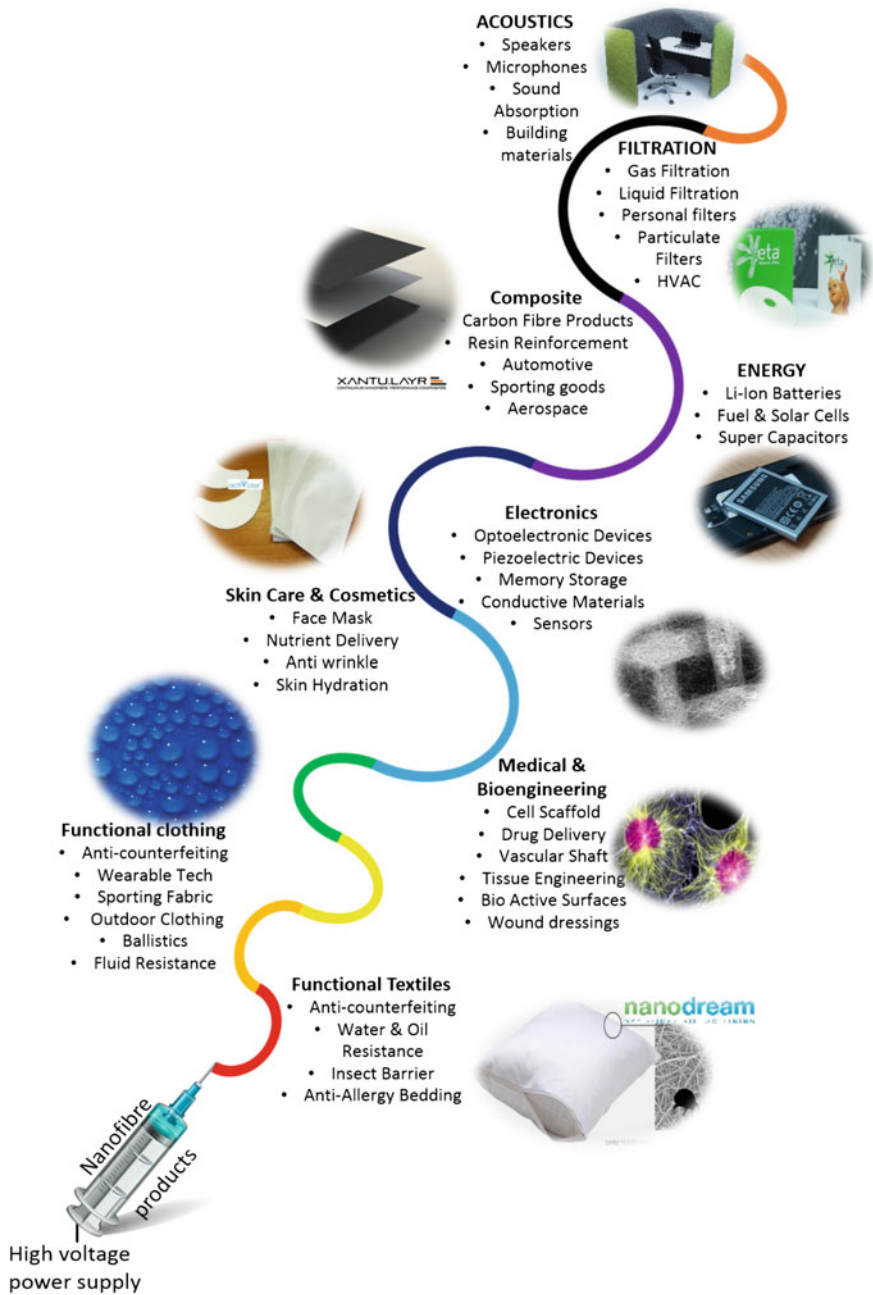 ACOUSTICS
• Speakers
• Microphones
• Sound
Absorption
• Building
materials
FILTRATION
• Gas Filtration
• Liquid Filtration
• Personal filters
• Particulate
Filters
• HVAC
eta
eta
Composite
Carbon Fibre Products
• Resin Reinforcement
• Automotive
• Sporting goods
• Aerospace
XANTU.LAYR
ENERGY
• Li-Ion Batteries
• Fuel & Solar Cells
• Super Capacitors
SAMSUNG
Electronics
• Optoelectronic Devices
• Piezoelectric Devices
• Memory Storage
• Conductive Materials
• Sensors
Skin Care & Cosmetics
• Face Mask
• Nutrient Delivery
• Anti wrinkle
• Skin Hydration
Medical &
Bioengineering
• Cell Scaffold
• Drug Delivery
• Vascular Shaft
• Tissue Engineering
• Bio Active Surfaces
• Wound dressings
Functional clothing
• Anti-counterfeiting
• Wearable Tech
• Sporting Fabric
• Outdoor Clothing
• Ballistics
• Fluid Resistance
Functional Textiles
• Anti-counterfeiting
• Water & Oil
Resistance
• Insect Barrier
• Anti-Allergy Bedding
nanodream
Nanofibre
products
High voltage
power supply